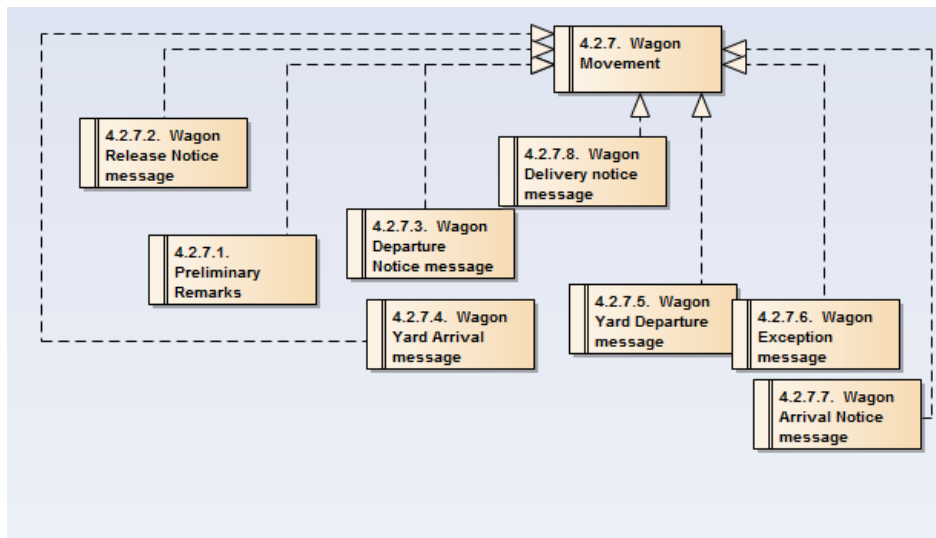 4.2.7.  Wagon
Movement
4.2.7.2.  Wagon
Release Notice
message
4.2.7.8.  Wagon
Delivery notice
message
4.2.7.1.
Preliminary
Remarks
4.2.7.3.  Wagon
Departure
Notice message
4.2.7.4.  Wagon
Yard Arrival
message
4.2.7.5.  Wagon
Yard Departure
message
4.2.7.6.  Wagon
Exception
message
4.2.7.7.  Wagon
Arrival Notice
message